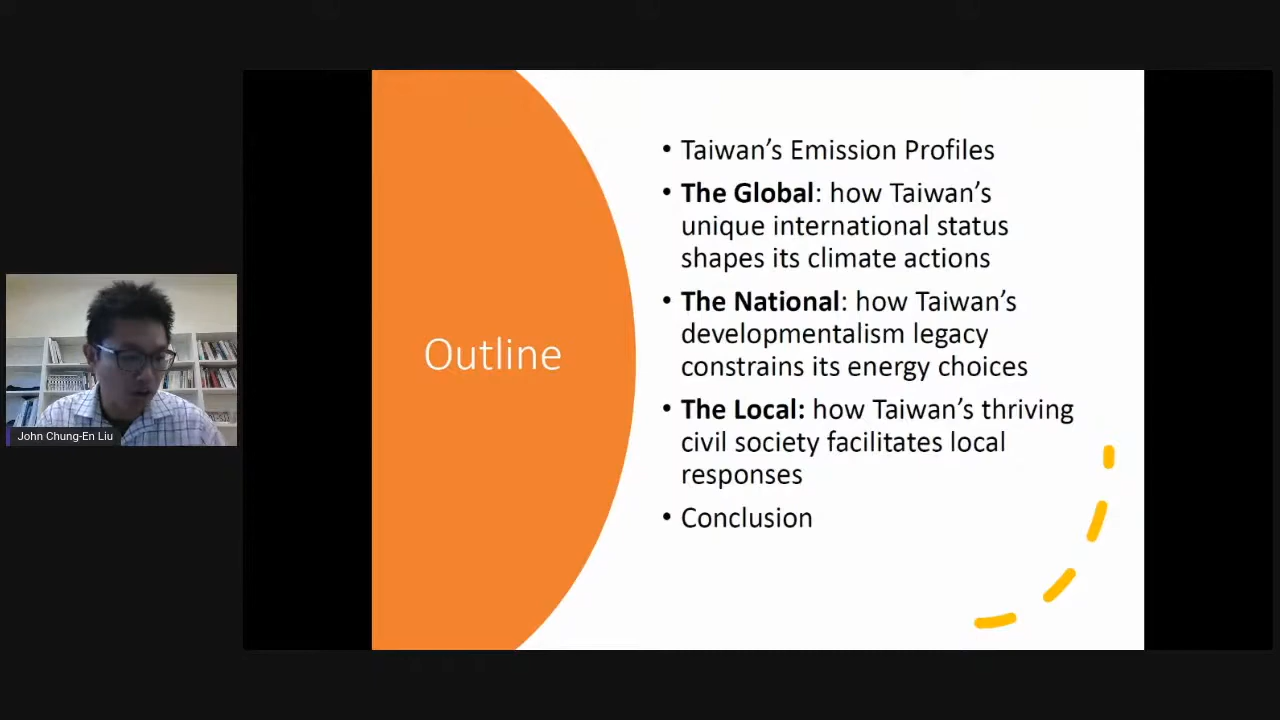 Outline
• Taiwan’s Emission Profiles
• The Global: how Taiwan’s
unique international status
shapes its climate actions
• The National: how Taiwan’s
developmentalism legacy
constrains its energy choices
• The Local: how Taiwan’s thriving
civil society facilitates local
responses
• Conclusion
John Chung-En Liu